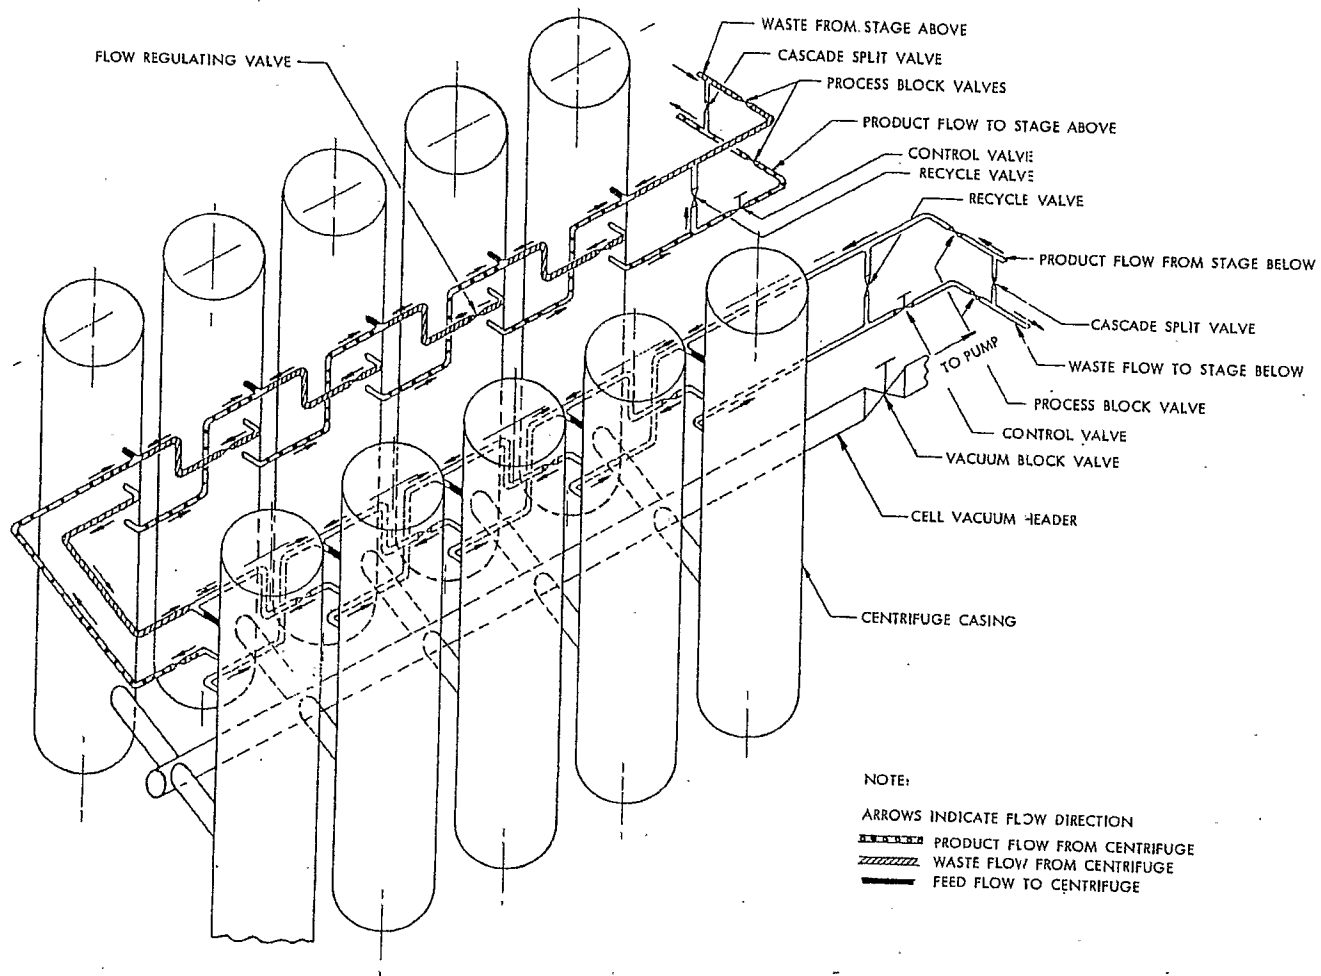 WASTE FROM STAGE ABOVE
FLOW REGULATING VALVE
CASCADE SPLIT VALVE
PROCESS BLOCK VALVES
PRODUCT FLOW TO STAGE ABOVE
CONTROL VALVE
RECYCLE VALVE
RECYCLE VALVE
PRODUCT FLOW FROM STAGE BELOW
CASCADE SPLIT VALVE
TO PUMP
WASTE FLOW TO STAGE BELOW
PROCESS BLOCK VALVE
CONTROL VALVE
VACUUM BLOCK VALVE
CELL VACUUM HEADER
CENTRIFUGE CASING
NOTE:
ARROWS INDICATE FLOW DIRECTION
PRODUCT FLOW FROM CENTRIFUGE
WASTE FLOW FROM CENTRIFUGE
FEED FLOW TO CENTRIFUGE